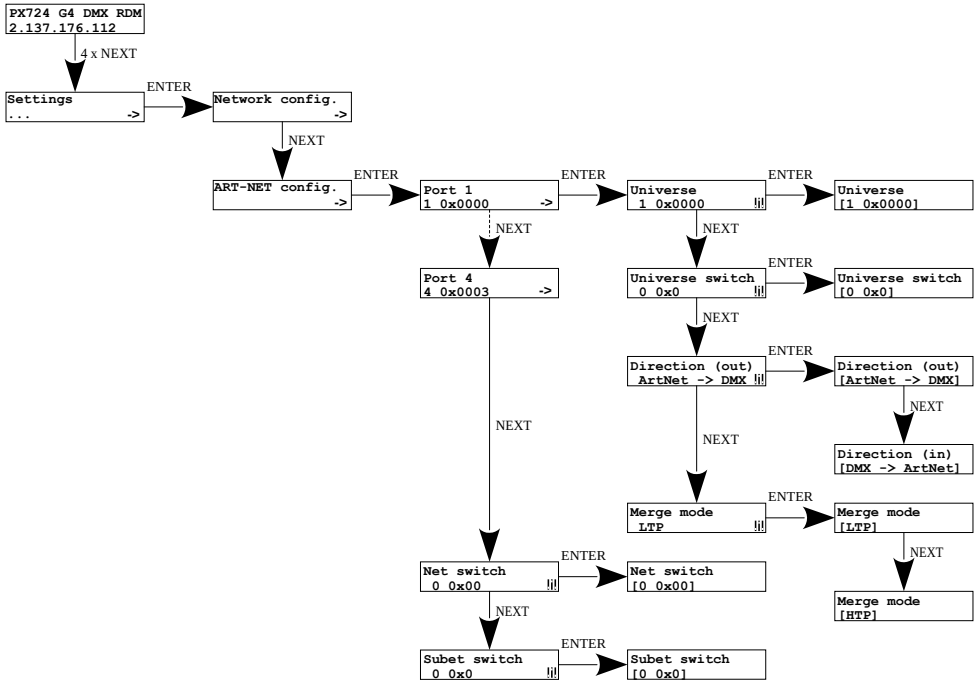 PX724 G4 DMX RDM
2.137.176.112
4 x NEXT
Settings
... ->
ENTER
Network config.
->
NEXT
ART-NET config.
->
ENTER
Port 1
1 0x0000 ->
ENTER
Universe
1 0x0000 !i!
ENTER
Universe
[1 0x0000]
NEXT
NEXT
Port 4
4 0x0003 ->
Universe switch
0 0x0 !i!
ENTER
Universe switch
[0 0x0]
NEXT
Direction (out)
ArtNet -> DMX !i!
ENTER
Direction (out)
[ArtNet -> DMX]
NEXT
NEXT
NEXT
Direction (in)
[DMX -> ArtNet]
Merge mode
LTP !i!
ENTER
Merge mode
[LTP]
NEXT
Net switch
0 0x00 !i!
ENTER
Net switch
[0 0x00]
Merge mode
[HTP]
NEXT
Subet switch
0 0x0 !i!
ENTER
Subet switch
[0 0x0]